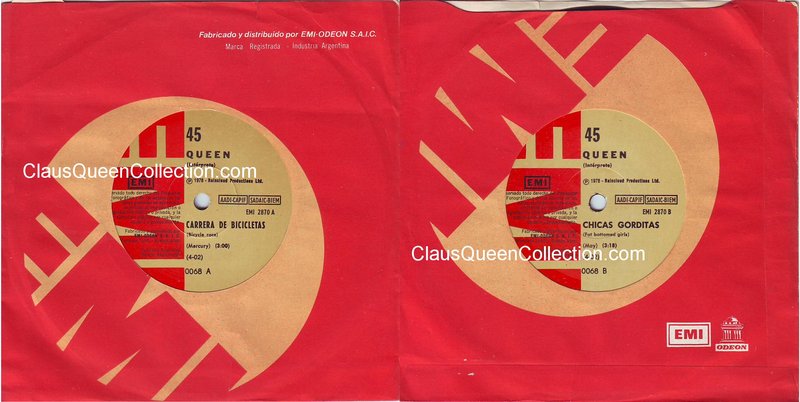 Fabricado y distribuido por EMI-ODEON S.A.I.C.
Marca Registrada - Industria Argentina
EMI
45
QUEEN
(Intérprete)
EMI
℗ 1978 - Raincloud Productions Ltd.
AADI-CAPIF SADAIC-BIEM
EMI 2870 A
CARRERA DE BICICLETAS
(Bicycle race)
(Mercury) (3:00)
(4-02)
0068 A
ClausQueenCollection.com
EMI
45
QUEEN
(Intérprete)
EMI
℗ 1978 - Raincloud Productions Ltd.
AADI-CAPIF SADAIC-BIEM
EMI 2870 B
CHICAS GORDITAS
(Fat bottomed girls)
(May) (3:18)
0068 B
ClausQueenCollection.com
EMI
ODEON